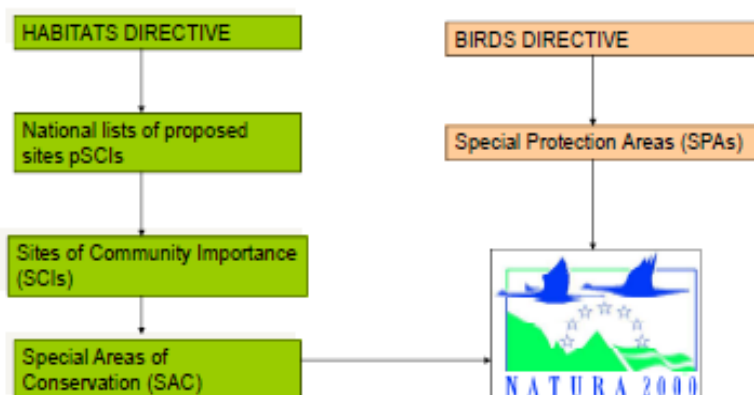 HABITATS DIRECTIVE
National lists of proposed
sites pSCIs
Sites of Community Importance
(SCIs)
Special Areas of
Conservation (SAC)
BIRDS DIRECTIVE
Special Protection Areas (SPAs)
NATURA 2000